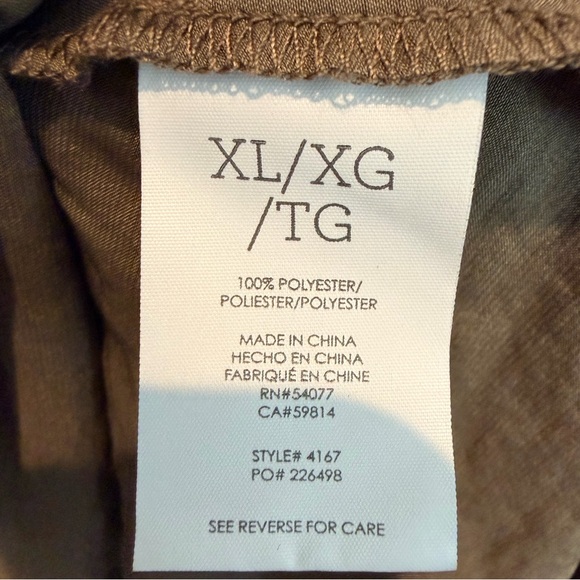 XL/XG
/TG
100% POLYESTER/
POLIESTER/POLYESTER
MADE IN CHINA
HECHO EN CHINA
FABRIQUÉ EN CHINE
RN#54077
CA#59814
STYLE# 4167
PO# 226498
SEE REVERSE FOR CARE